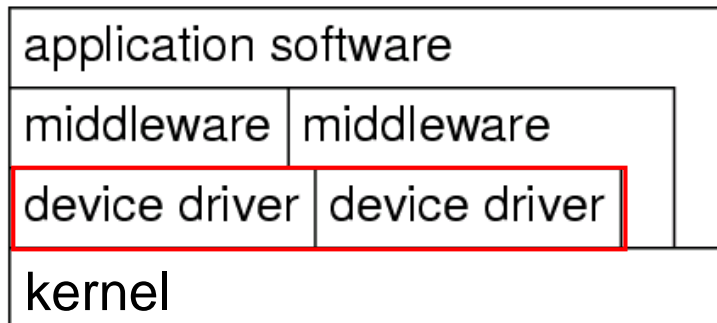 application software
middleware middleware
device driver device driver
kernel